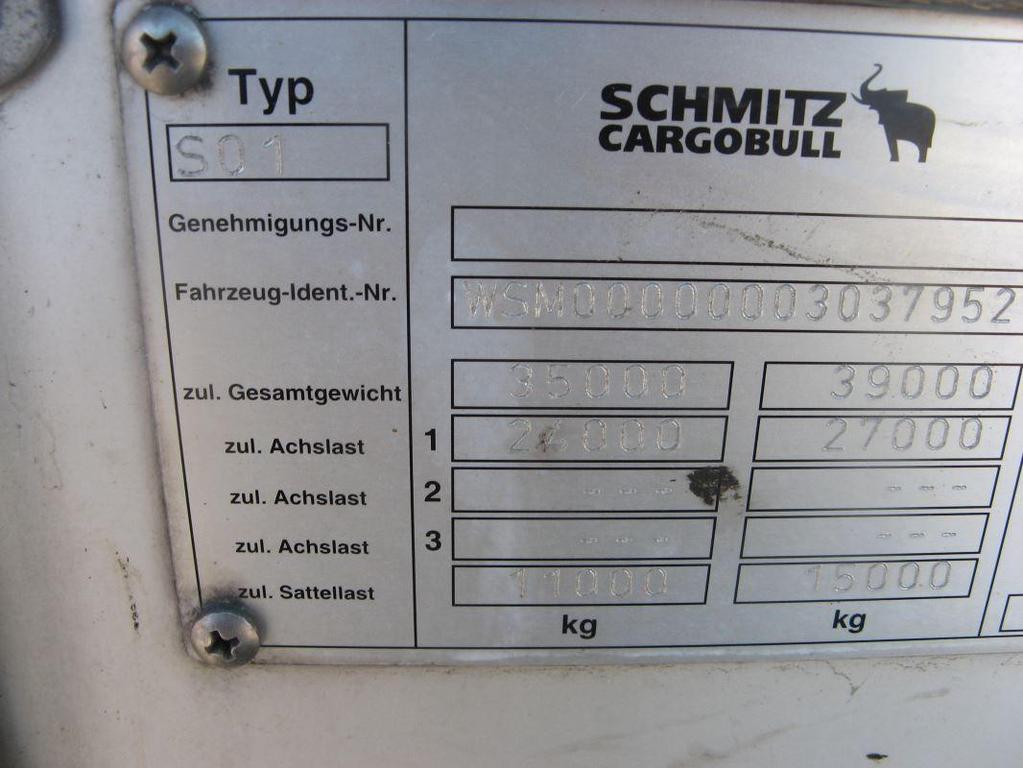 Typ
SCHMITZ
CARGOBULL
S01
Genehmigungs-Nr.
Fahrzeug-Ident.-Nr. WSM00000003037952
zul. Gesamtgewicht 35000 39000
zul. Achslast 1 24000 27000
zul. Achslast 2 --- ---
zul. Achslast 3 --- ---
zul. Sattellast 11000 15000
kg kg